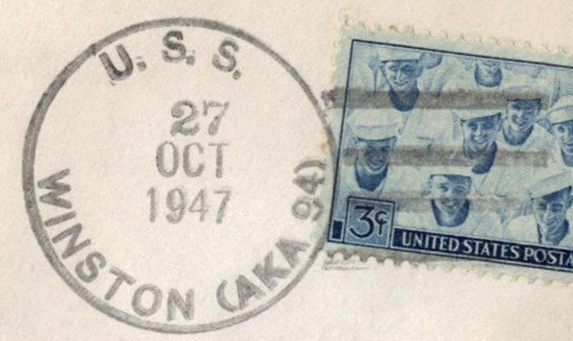 U. S. S.
27
OCT
1947
WINSTON (AKA 94)
3¢
UNITED STATES POSTA